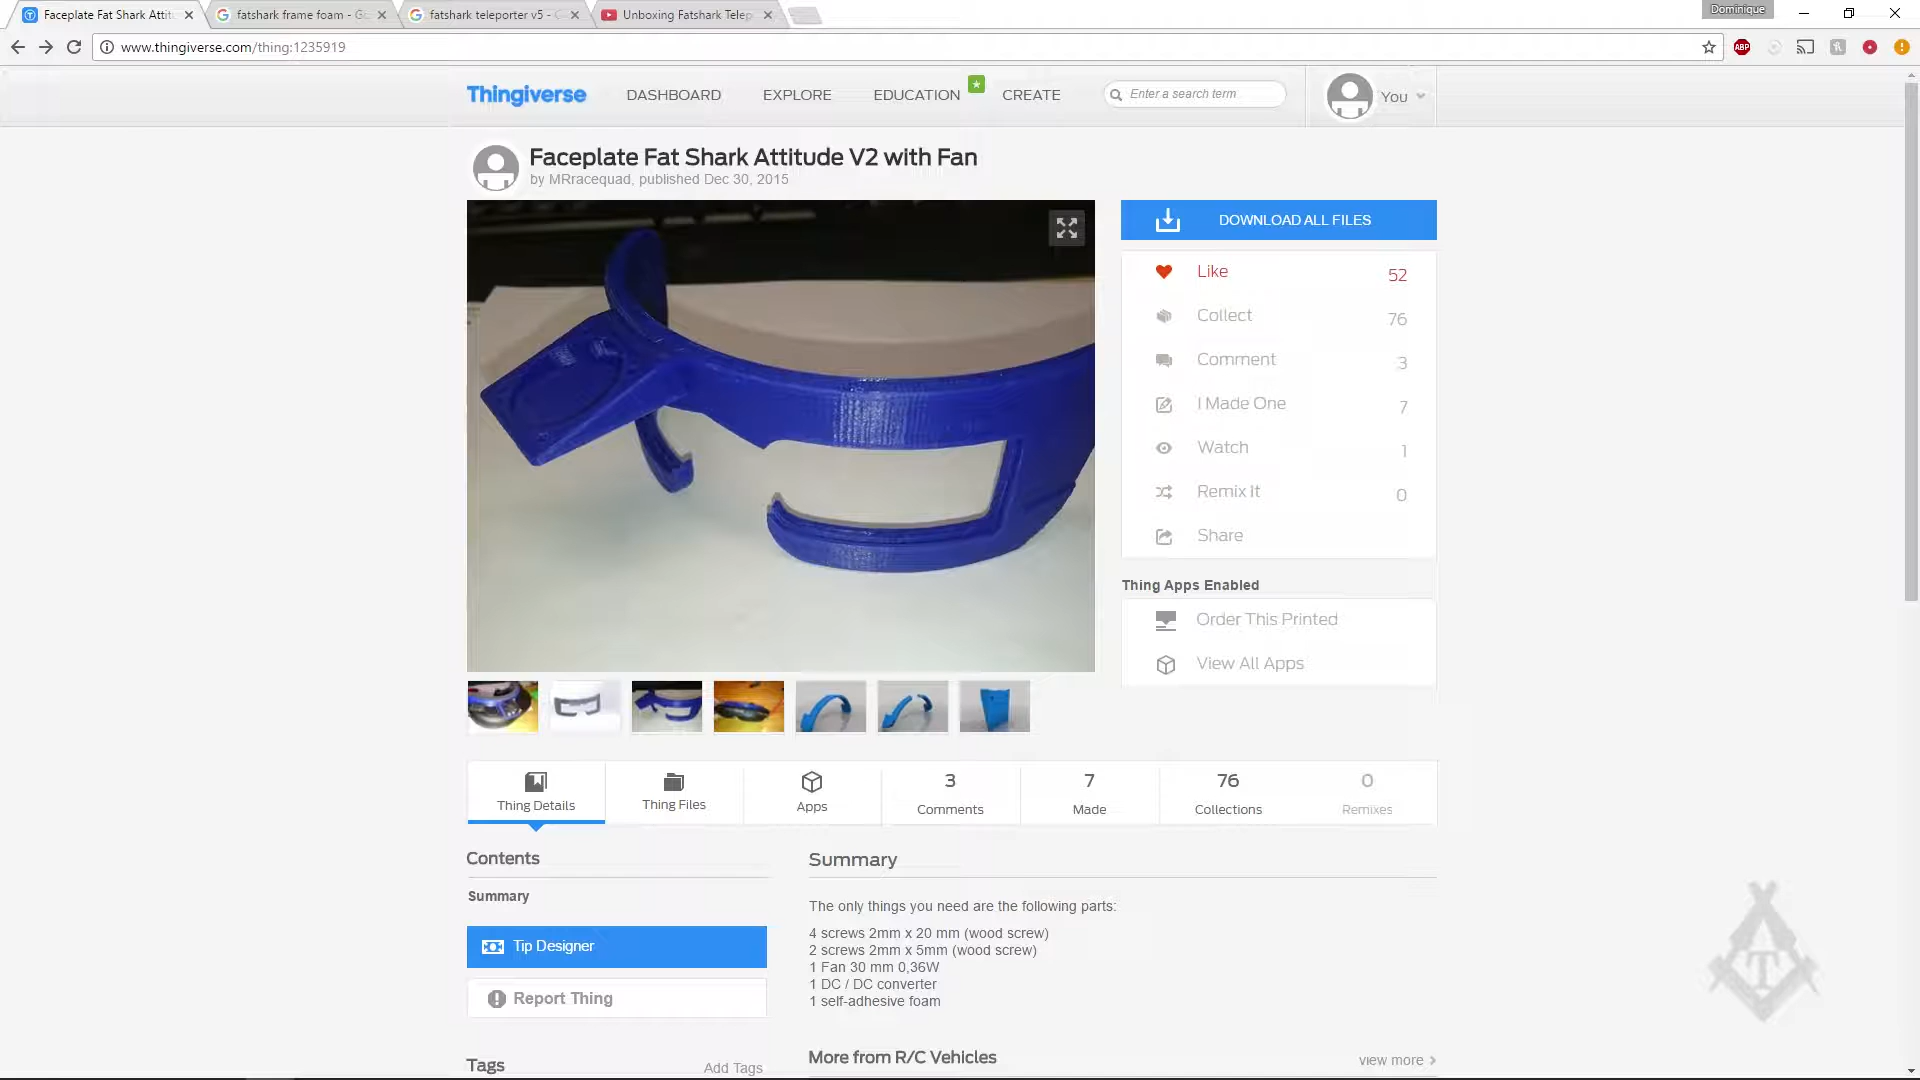 Faceplate Fat Shark Attit
fatshark frame foam - Go
fatshark teleporter v5 - G
Unboxing Fatshark Telep
Dominique
www.thingiverse.com/thing:1235919
ABP
Thingiverse
DASHBOARD
EXPLORE
EDUCATION
CREATE
Enter a search term
You
Faceplate Fat Shark Attitude V2 with Fan
by MRracequad, published Dec 30, 2015
DOWNLOAD ALL FILES
Like 52
Collect 76
Comment 3
I Made One 7
Watch 1
Remix It 0
Share
Thing Apps Enabled
Order This Printed
View All Apps
Thing Details
Thing Files
Apps
3 Comments
7 Made
76 Collections
0 Remixes
Contents
Summary
Tip Designer
Report Thing
Tags
Add Tags
Summary
The only things you need are the following parts:
4 screws 2mm x 20 mm (wood screw)
2 screws 2mm x 5mm (wood screw)
1 Fan 30 mm 0,36W
1 DC / DC converter
1 self-adhesive foam
More from R/C Vehicles
view more
T